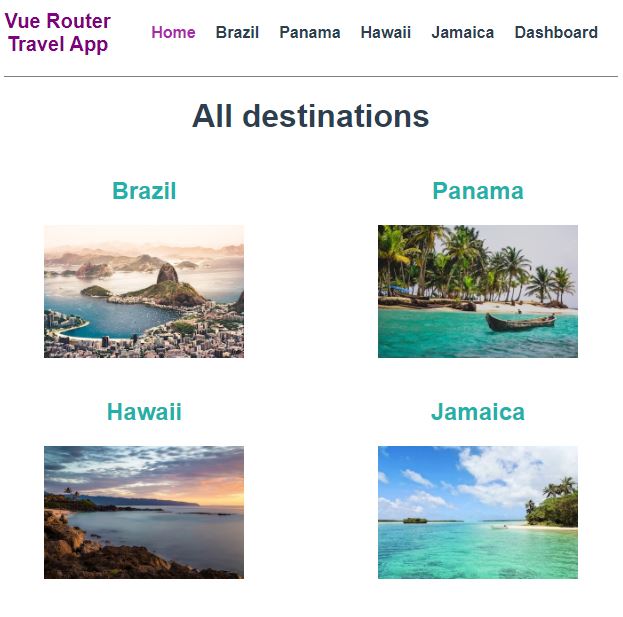 Vue Router
Travel App
Home Brazil Panama Hawaii Jamaica Dashboard
All destinations
Brazil Panama
Hawaii Jamaica